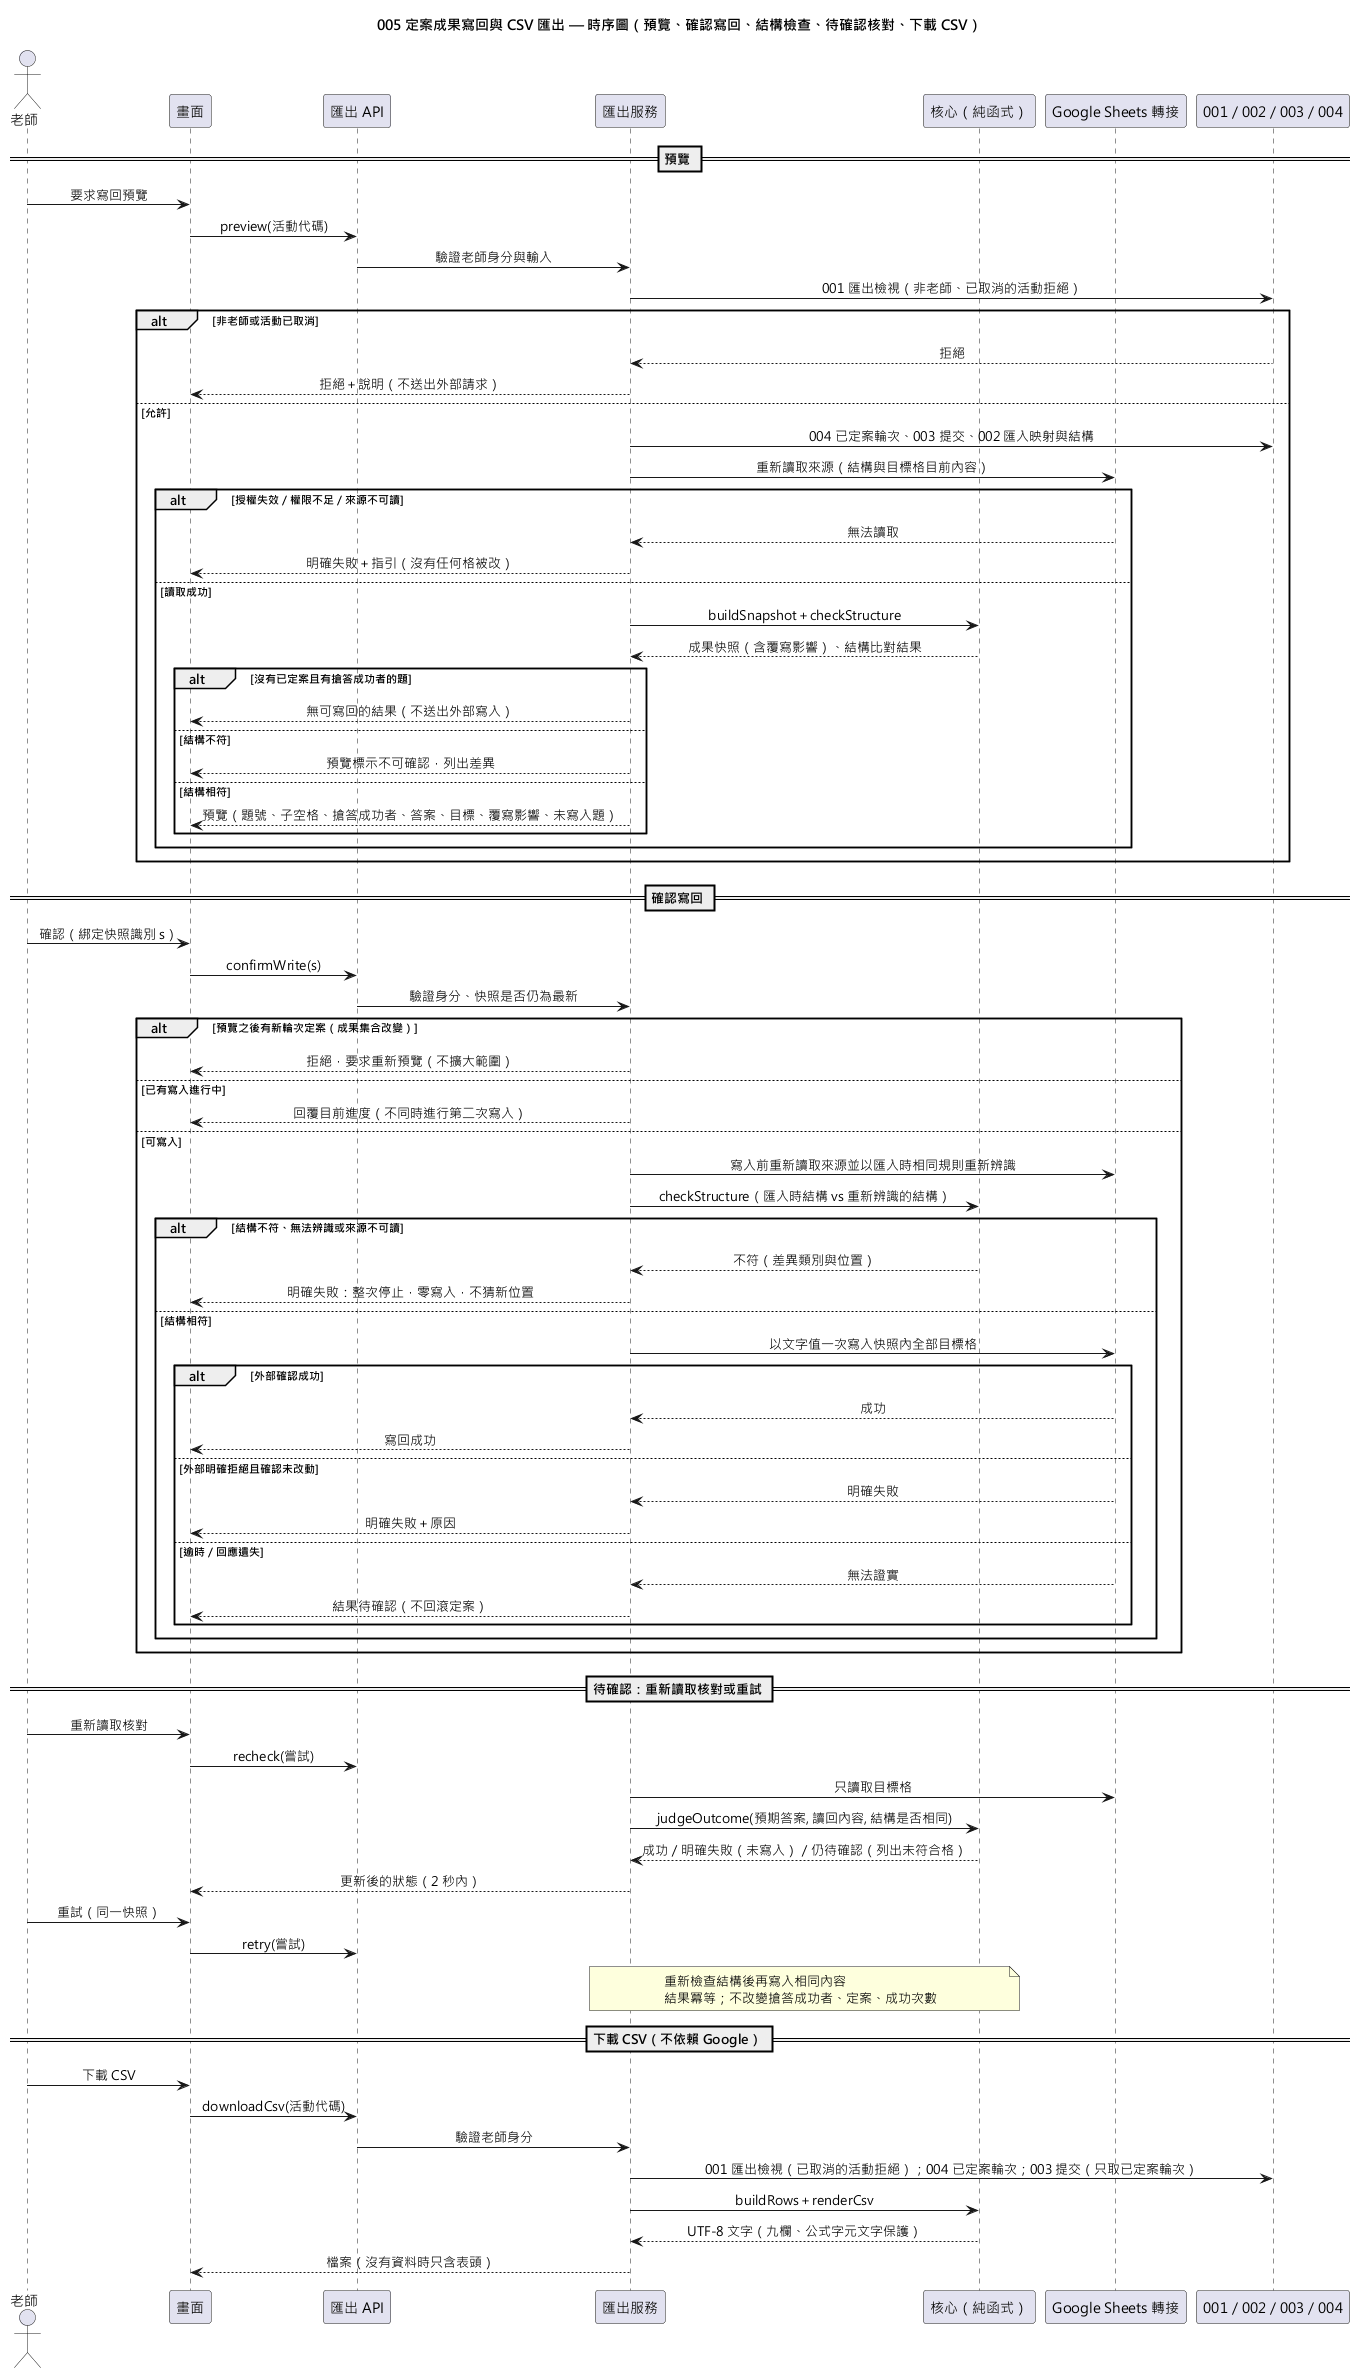 005 定案成果寫回與 CSV 匯出 — 時序圖（預覽、確認寫回、結構檢查、待確認核對、下載 CSV）
老師
畫面
匯出 API
匯出服務
核心（純函式）
Google Sheets 轉接
001 / 002 / 003 / 004
預覽
要求寫回預覽
preview(活動代碼)
驗證老師身分與輸入
001 匯出檢視（非老師、已取消的活動拒絕）
alt [非老師或活動已取消]
拒絕
拒絕 + 說明（不送出外部請求）
[允許]
004 已定案輪次、003 提交、002 匯入映射與結構
重新讀取來源（結構與目標格目前內容）
alt [授權失效 / 權限不足 / 來源不可讀]
無法讀取
明確失敗 + 指引（沒有任何格被改）
[讀取成功]
buildSnapshot + checkStructure
成果快照（含覆寫影響）、結構比對結果
alt [沒有已定案且有搶答成功者的題]
無可寫回的結果（不送出外部寫入）
[結構不符]
預覽標示不可確認，列出差異
[結構相符]
預覽（題號、子空格、搶答成功者、答案、目標、覆寫影響、未寫入題）
確認寫回
確認（綁定快照識別 s）
confirmWrite(s)
驗證身分、快照是否仍為最新
alt [預覽之後有新輪次定案（成果集合改變）]
拒絕，要求重新預覽（不擴大範圍）
[已有寫入進行中]
回覆目前進度（不同時進行第二次寫入）
[可寫入]
寫入前重新讀取來源並以匯入時相同規則重新辨識
checkStructure（匯入時結構 vs 重新辨識的結構）
alt [結構不符、無法辨識或來源不可讀]
不符（差異類別與位置）
明確失敗：整次停止，零寫入，不猜新位置
[結構相符]
以文字值一次寫入快照內全部目標格
alt [外部確認成功]
成功
寫回成功
[外部明確拒絕且確認未改動]
明確失敗
明確失敗 + 原因
[逾時 / 回應遺失]
無法證實
結果待確認（不回滾定案）
待確認：重新讀取核對或重試
重新讀取核對
recheck(嘗試)
只讀取目標格
judgeOutcome(預期答案, 讀回內容, 結構是否相同)
成功 / 明確失敗（未寫入） / 仍待確認（列出未符合格）
更新後的狀態（2 秒內）
重試（同一快照）
retry(嘗試)
重新檢查結構後再寫入相同內容
結果冪等；不改變搶答成功者、定案、成功次數
下載 CSV（不依賴 Google）
下載 CSV
downloadCsv(活動代碼)
驗證老師身分
001 匯出檢視（已取消的活動拒絕）；004 已定案輪次；003 提交（只取已定案輪次）
buildRows + renderCsv
UTF-8 文字（九欄、公式字元文字保護）
檔案（沒有資料時只含表頭）
老師
畫面
匯出 API
匯出服務
核心（純函式）
Google Sheets 轉接
001 / 002 / 003 / 004